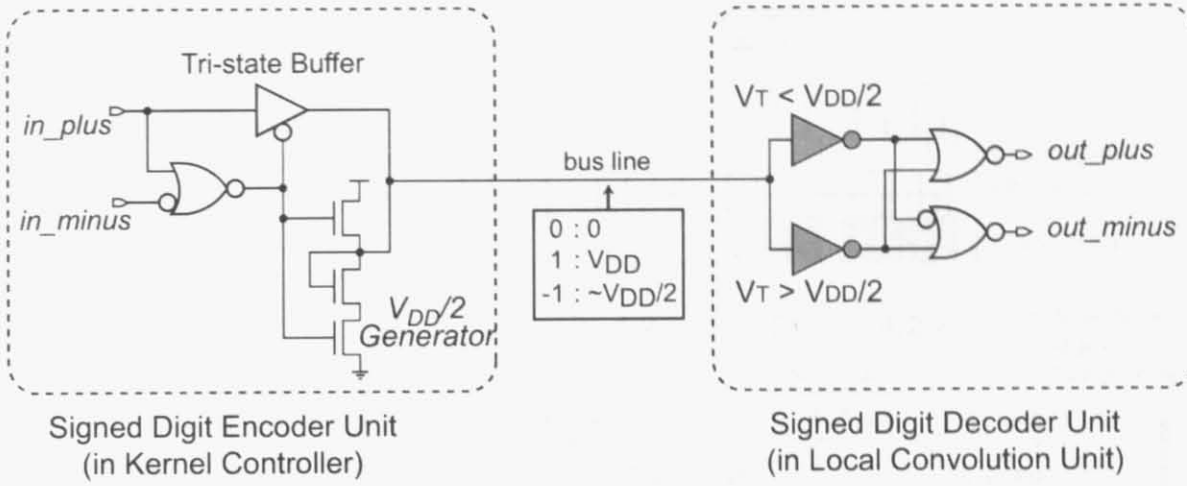 Tri-state Buffer
in_plus
in_minus
VDD/2
Generator
bus line
0 : 0
1 : VDD
-1 : ~VDD/2
VT < VDD/2
VT > VDD/2
out_plus
out_minus
Signed Digit Encoder Unit
(in Kernel Controller)
Signed Digit Decoder Unit
(in Local Convolution Unit)